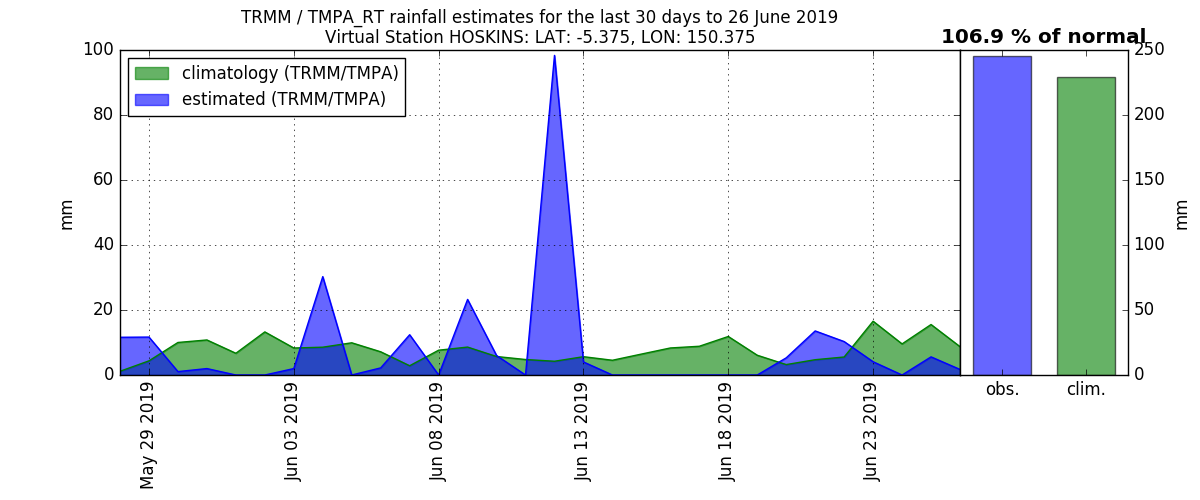 TRMM / TMPA_RT rainfall estimates for the last 30 days to 26 June 2019
Virtual Station HOSKINS: LAT: -5.375, LON: 150.375
106.9 % of normal
climatology (TRMM/TMPA)
estimated (TRMM/TMPA)
100
80
60
40
20
0
mm
May 29 2019
Jun 03 2019
Jun 08 2019
Jun 13 2019
Jun 18 2019
Jun 23 2019
250
200
150
100
50
0
mm
obs.
clim.